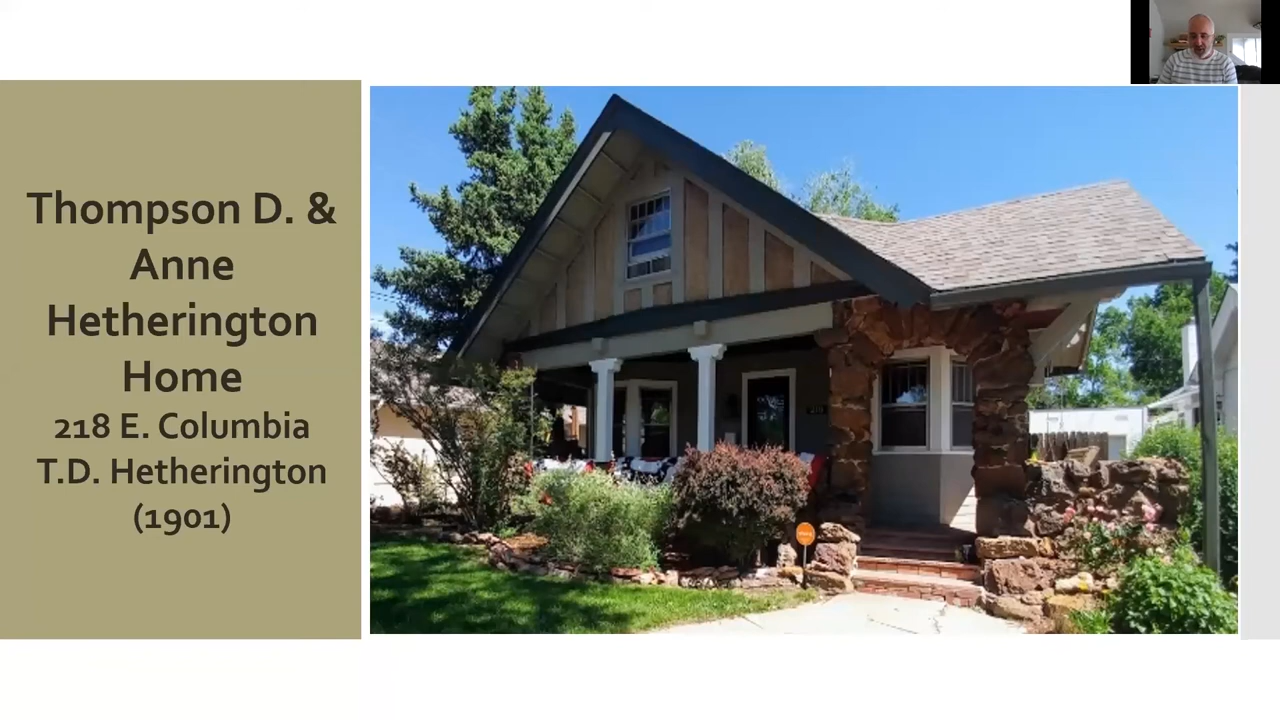 Thompson D. &
Anne
Hetherington
Home
218 E. Columbia
T.D. Hetherington
(1901)